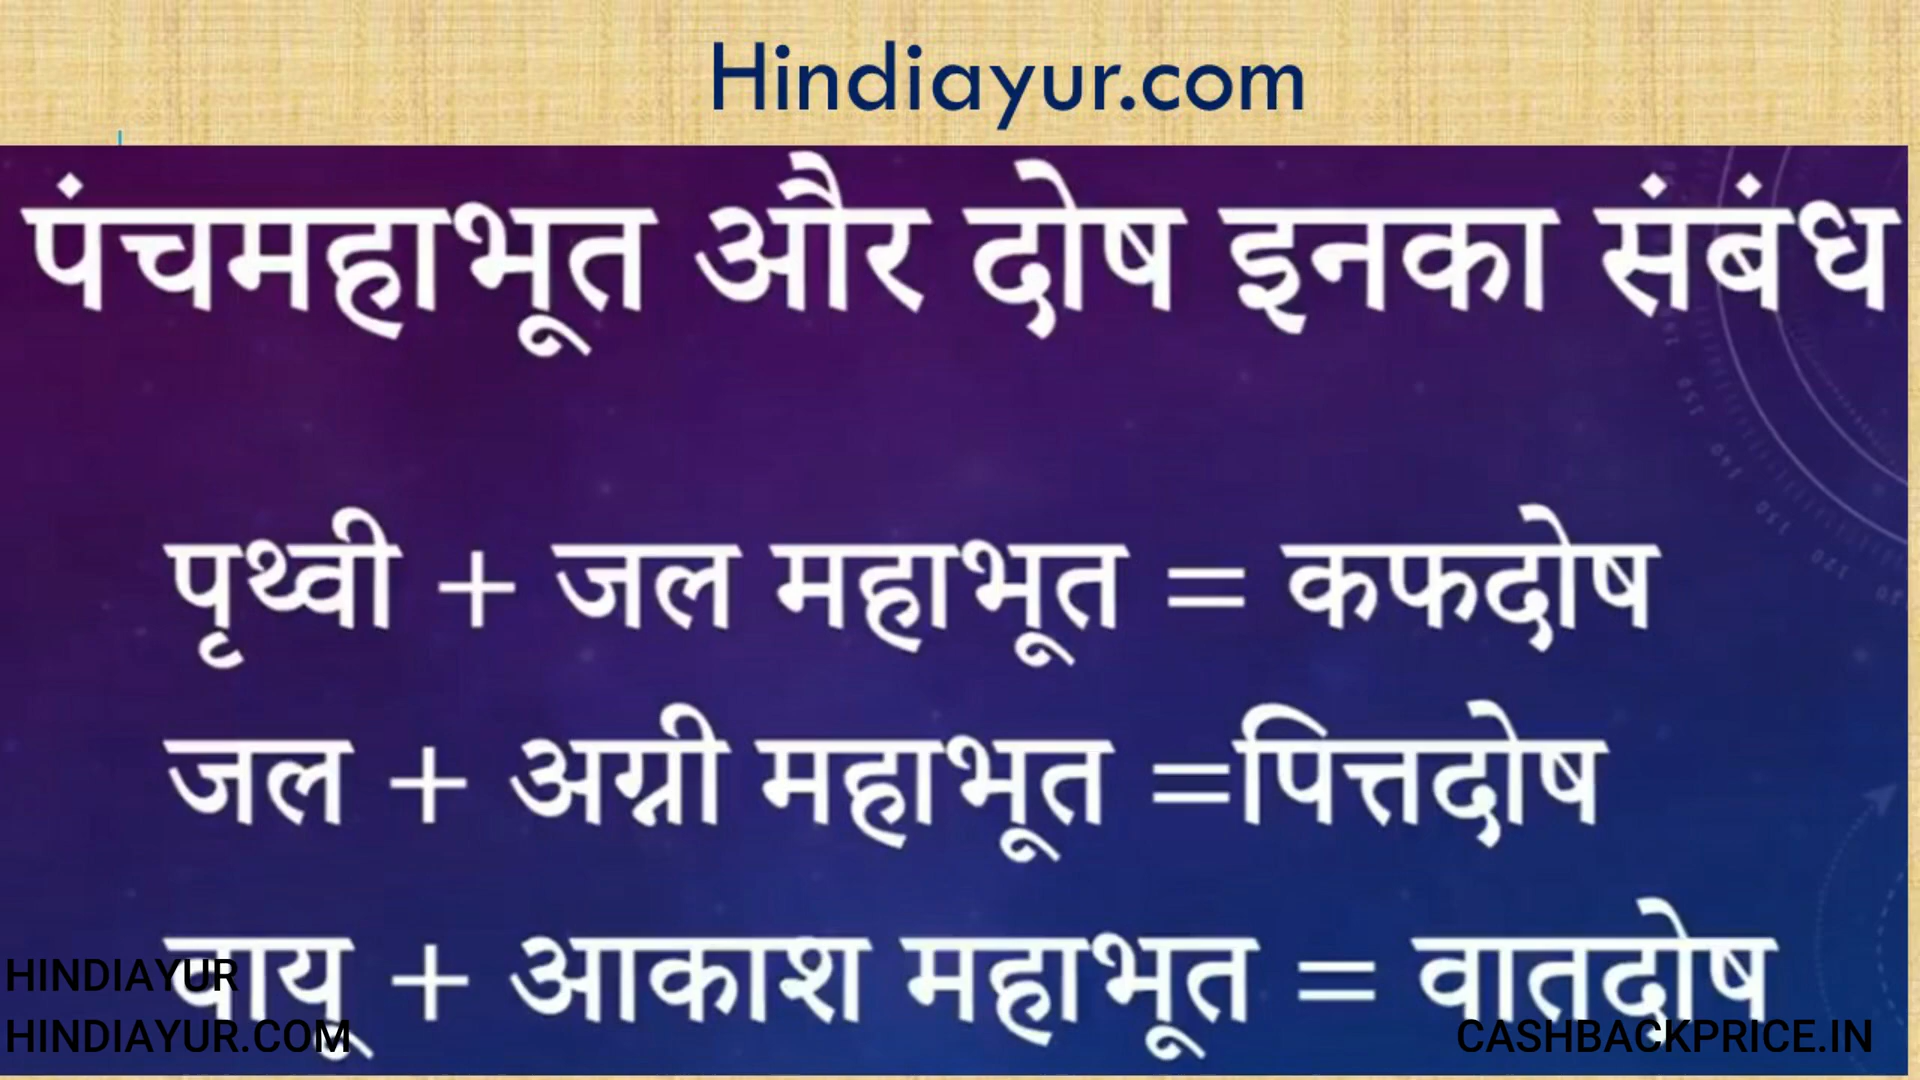 Hindiayur.com
पंचमहाभूत और दोष इनका संबंध
पृथ्वी + जल महाभूत = कफदोष
जल + अग्नी महाभूत =पित्तदोष
वायु + आकाश महाभूत = वातदोष
HINDIAYUR
HINDIAYUR.COM
CASHBACKPRICE.IN